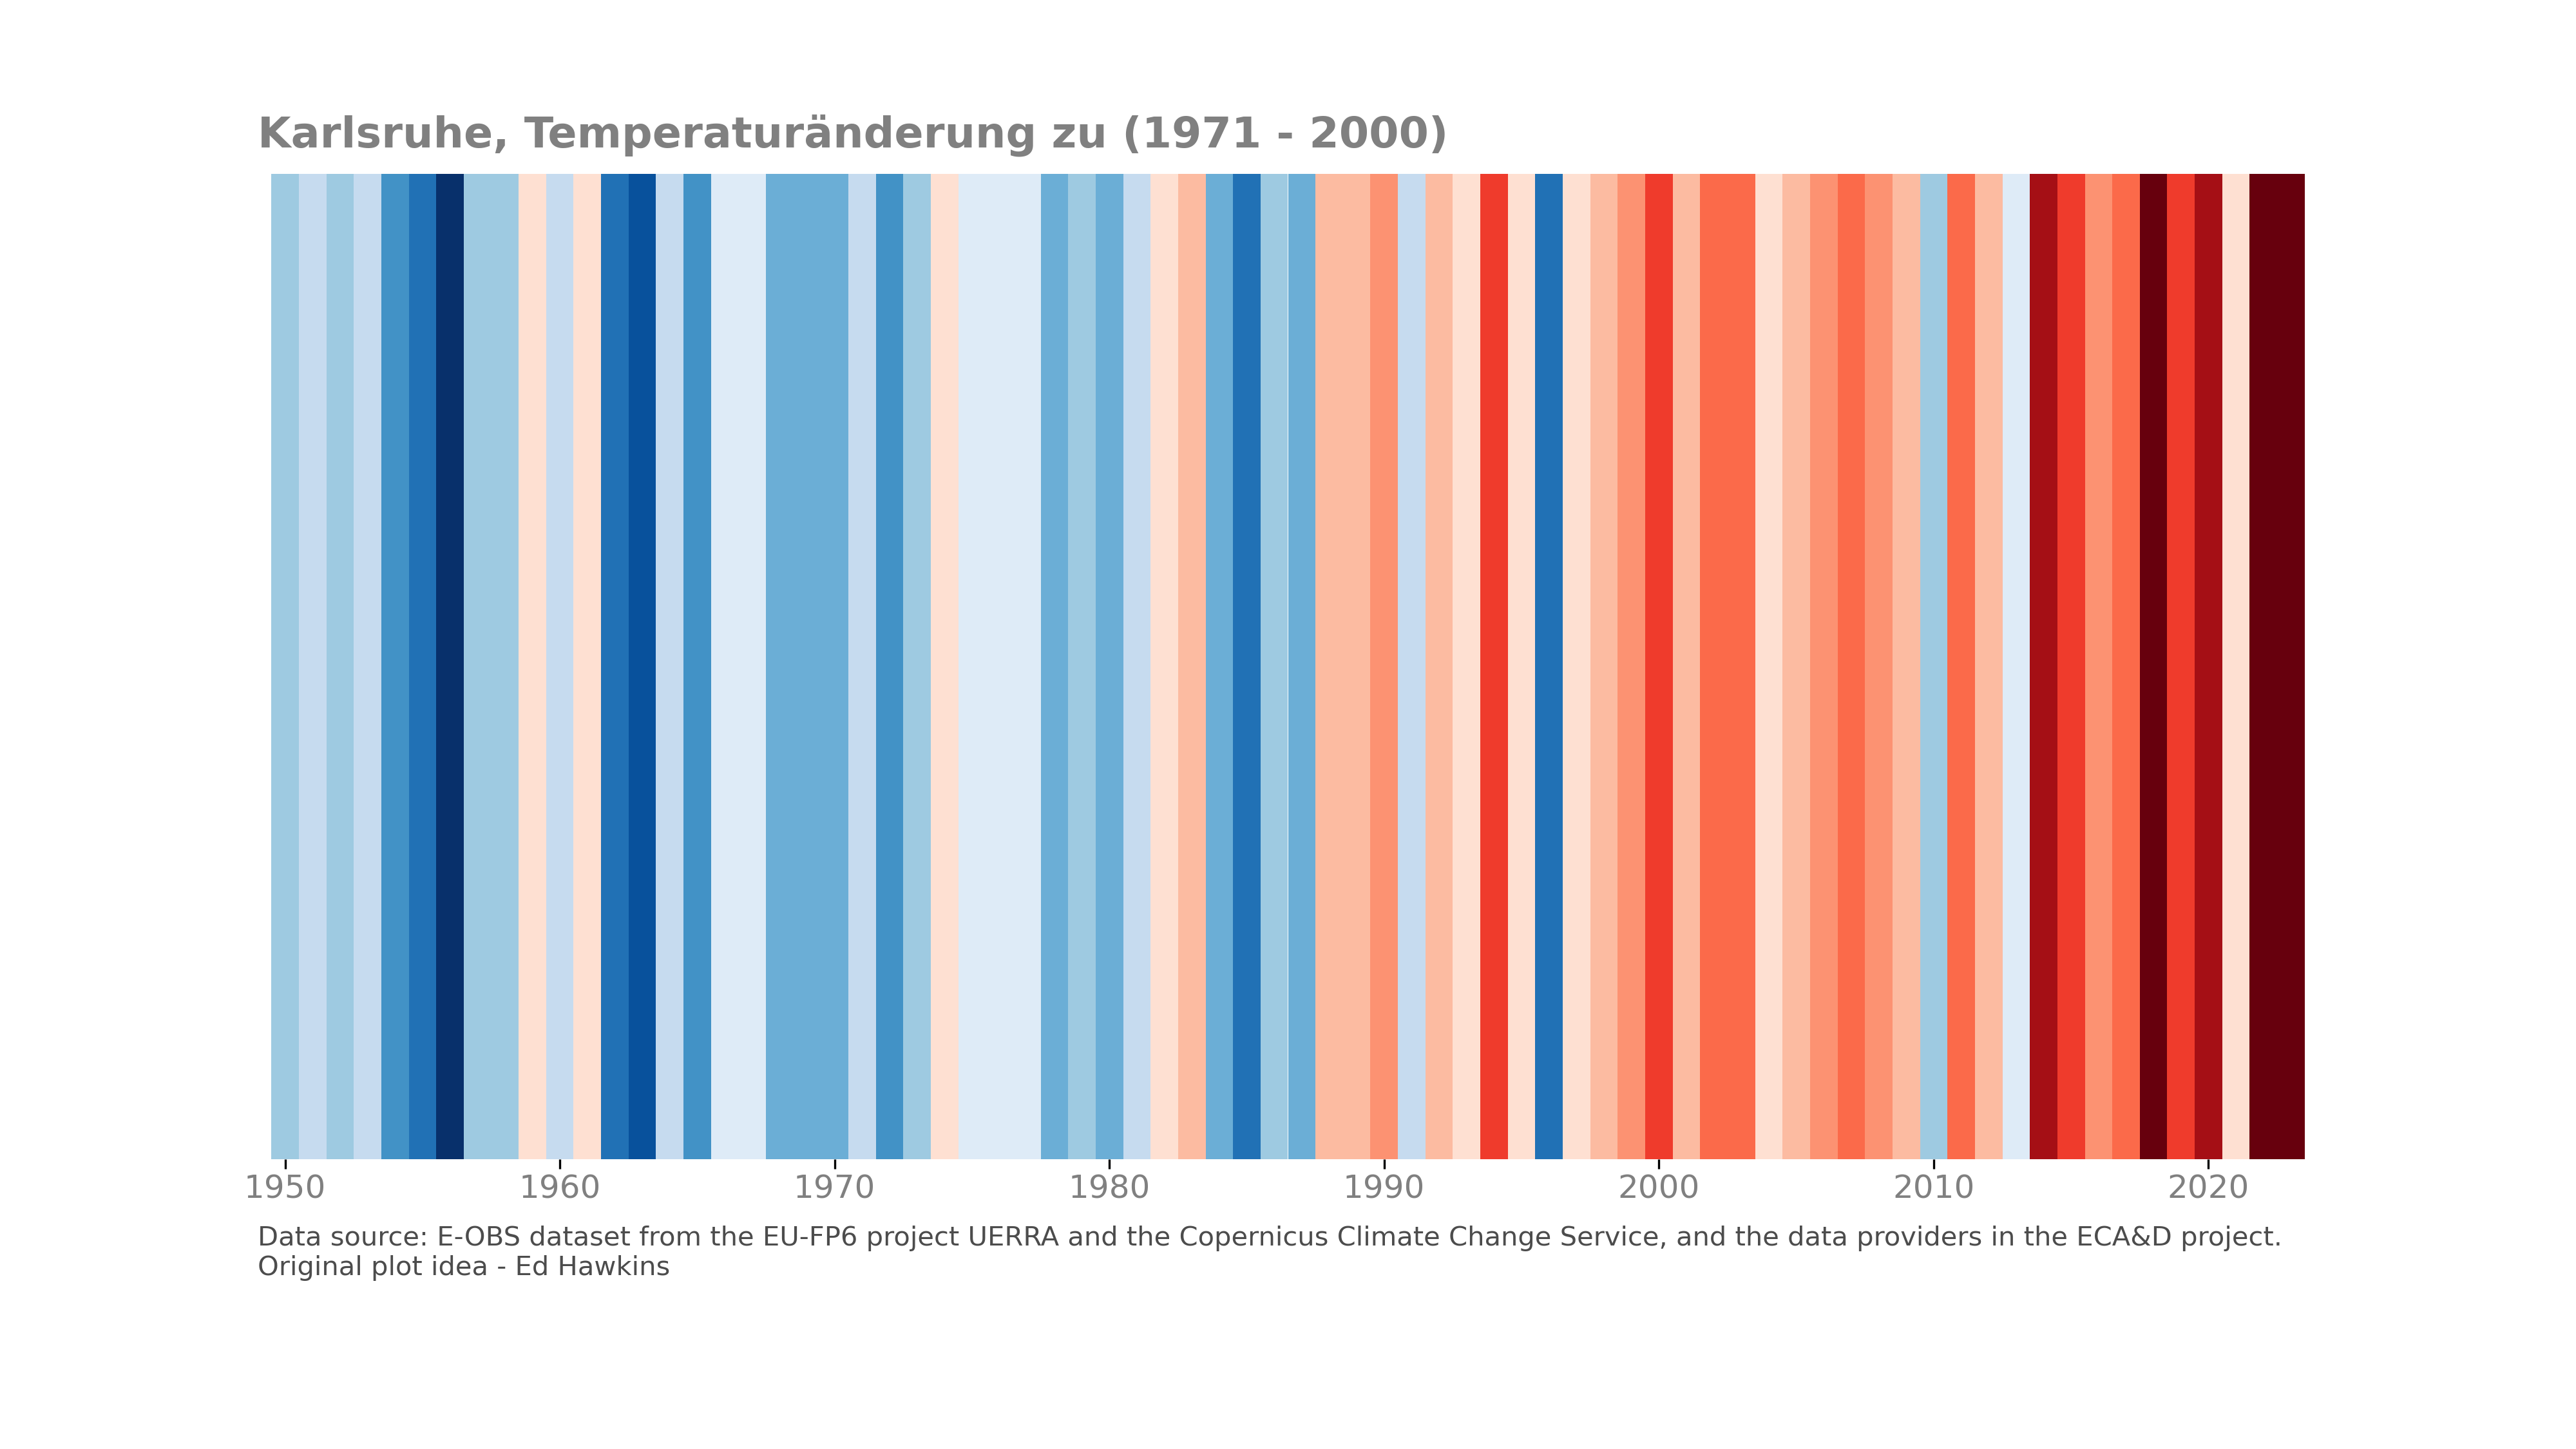 Karlsruhe, Temperaturänderung zu (1971 - 2000)
1950 1960 1970 1980 1990 2000 2010 2020
Data source: E-OBS dataset from the EU-FP6 project UERRA and the Copernicus Climate Change Service, and the data providers in the ECA&D project.
Original plot idea - Ed Hawkins